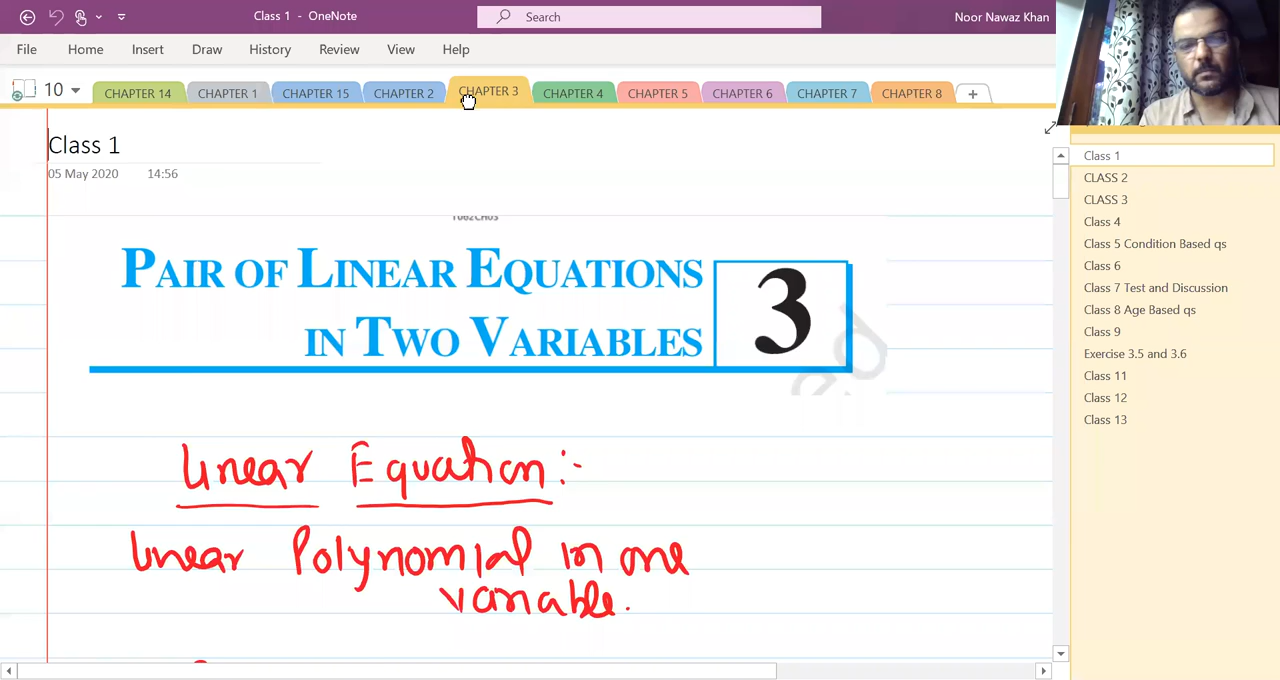 Class 1 - OneNote
Search
Noor Nawaz Khan
File Home Insert Draw History Review View Help
10 CHAPTER 14 CHAPTER 1 CHAPTER 15 CHAPTER 2 CHAPTER 3 CHAPTER 4 CHAPTER 5 CHAPTER 6 CHAPTER 7 CHAPTER 8 +
Class 1
05 May 2020 14:56
PAIR OF LINEAR EQUATIONS
IN TWO VARIABLES
3
Linear Equation :-
Linear Polynomial in one
variable.
Class 1
CLASS 2
CLASS 3
Class 4
Class 5 Condition Based qs
Class 6
Class 7 Test and Discussion
Class 8 Age Based qs
Class 9
Exercise 3.5 and 3.6
Class 11
Class 12
Class 13